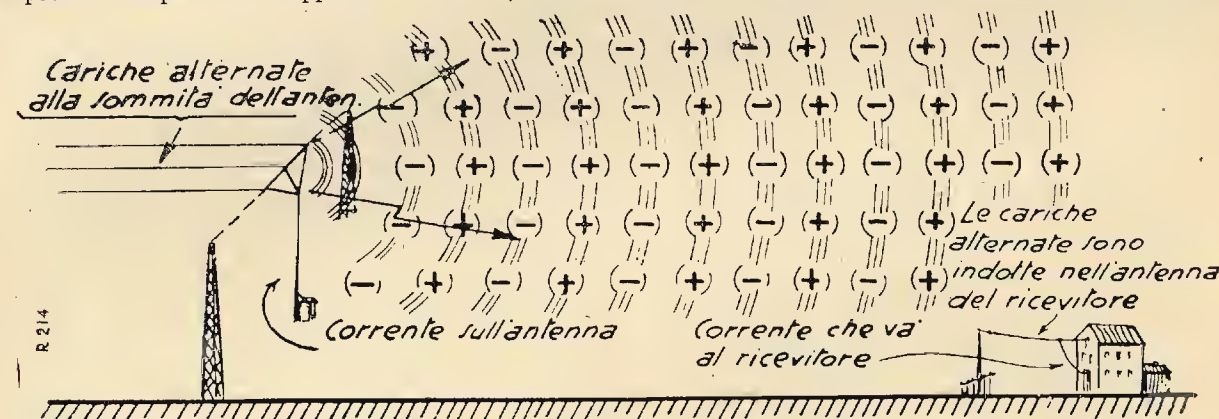 Cariche alternate
alla sommità dell'anten.
Le cariche
alternate sono
indotte nell'antenna
del ricevitore
Corrente sull'antenna
Corrente che va'
al ricevitore
R 214